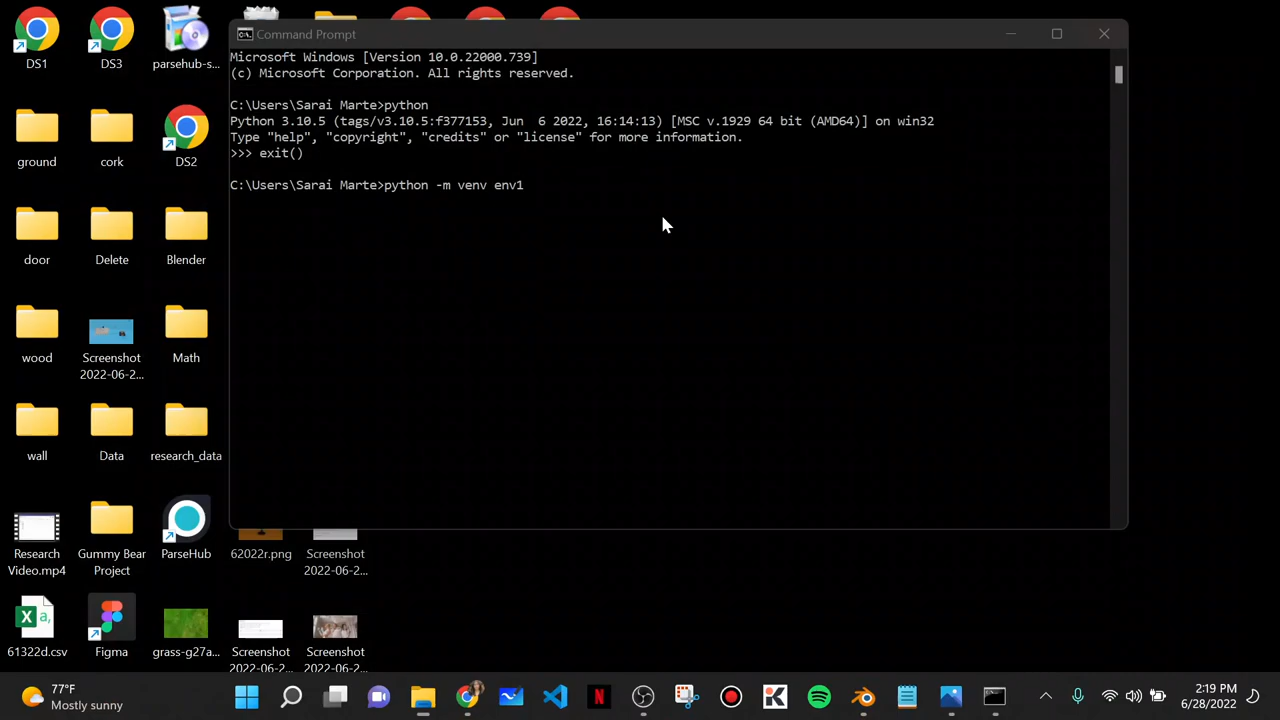 DS1
DS3
parsehub-s...
Command Prompt
Microsoft Windows [Version 10.0.22000.739]
(c) Microsoft Corporation. All rights reserved.
C:\Users\Sarai Marte>python
Python 3.10.5 (tags/v3.10.5:f377153, Jun  6 2022, 16:14:13) [MSC v.1929 64 bit (AMD64)] on win32
Type "help", "copyright", "credits" or "license" for more information.
>>> exit()
C:\Users\Sarai Marte>python -m venv env1
ground
cork
DS2
door
Delete
Blender
wood
Screenshot
2022-06-2...
Math
wall
Data
research_data
Research
Video.mp4
Gummy Bear
Project
ParseHub
62022r.png
Screenshot
2022-06-2...
61322d.csv
Figma
grass-g27a...
Screenshot
2022-06-2...
Screenshot
2022-06-2...
77°F
Mostly sunny
2:19 PM
6/28/2022